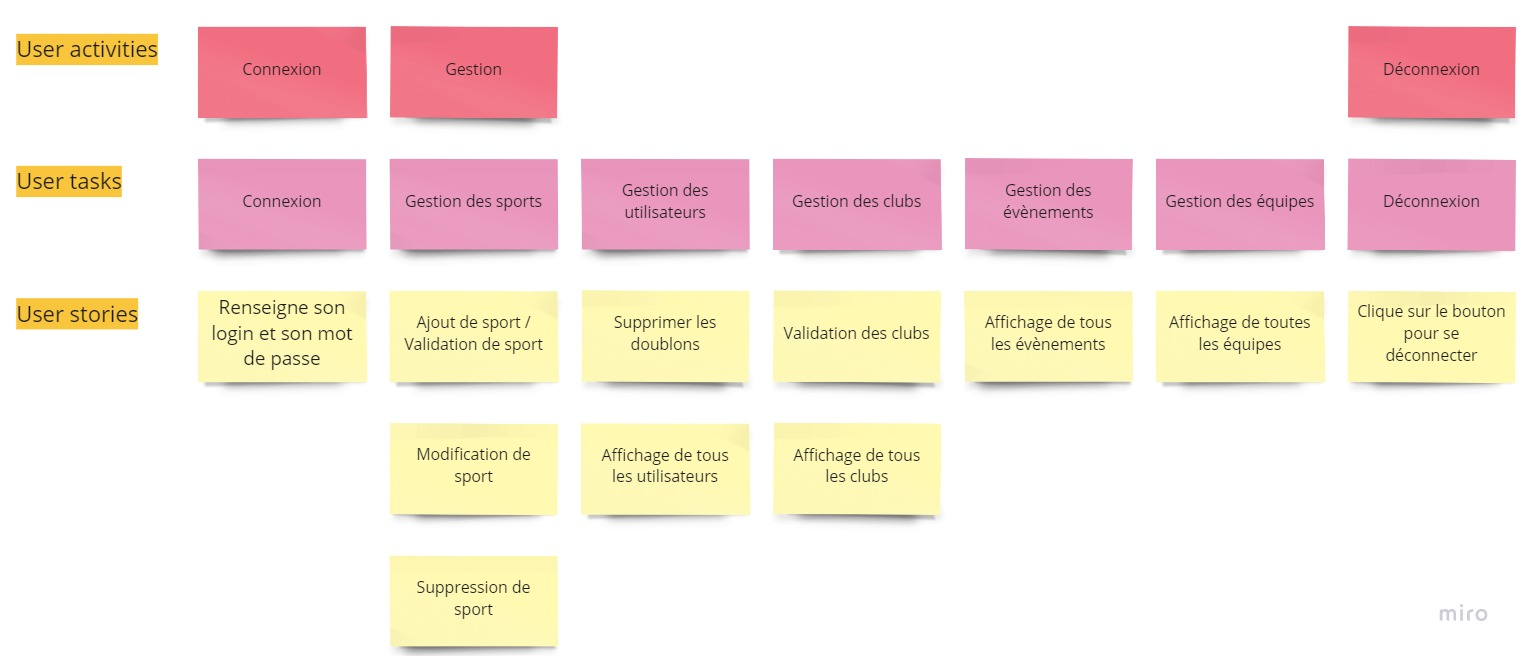 User activities
Connexion
Gestion
Déconnexion
User tasks
Connexion
Gestion des sports
Gestion des
utilisateurs
Gestion des clubs
Gestion des
évènements
Gestion des équipes
Déconnexion
User stories
Renseigne son
login et son mot
de passe
Ajout de sport /
Validation de sport
Supprimer les
doublons
Validation des clubs
Affichage de tous
les évènements
Affichage de toutes
les équipes
Clique sur le bouton
pour se
déconnecter
Modification de
sport
Affichage de tous
les utilisateurs
Affichage de tous
les clubs
Suppression de
sport
miro